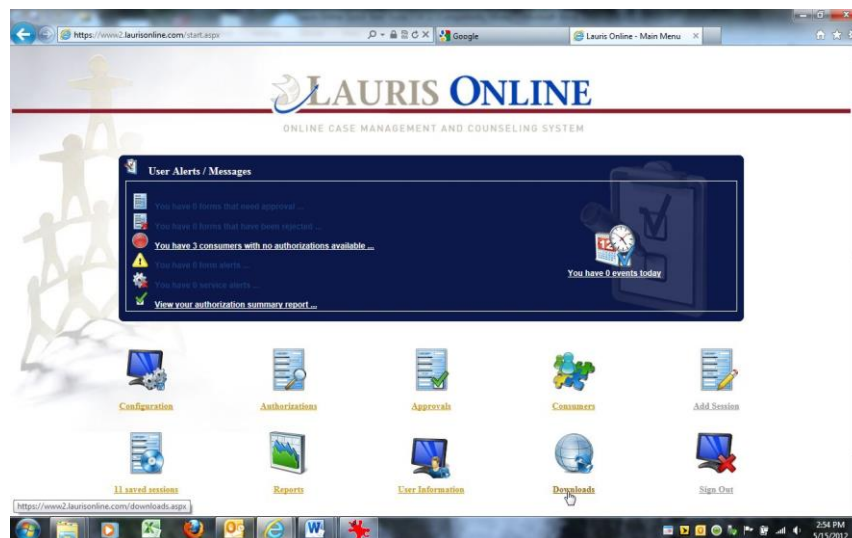 https://www2.laurisonline.com/start.aspx
Google
Lauris Online - Main Menu
LAURIS ONLINE
ONLINE CASE MANAGEMENT AND COUNSELING SYSTEM
User Alerts / Messages
You have 0 forms that need approval ...
You have 0 forms that have been rejected ...
You have 3 consumers with no authorizations available ...
You have 0 form alerts ...
You have 0 service alerts ...
View your authorization summary report ...
12
You have 0 events today
Configuration
Authorizations
Approvals
Consumers
Add Session
11 saved sessions
Reports
User Information
Downloads
Sign Out
https://www2.laurisonline.com/downloads.aspx
2:54 PM
5/15/2012